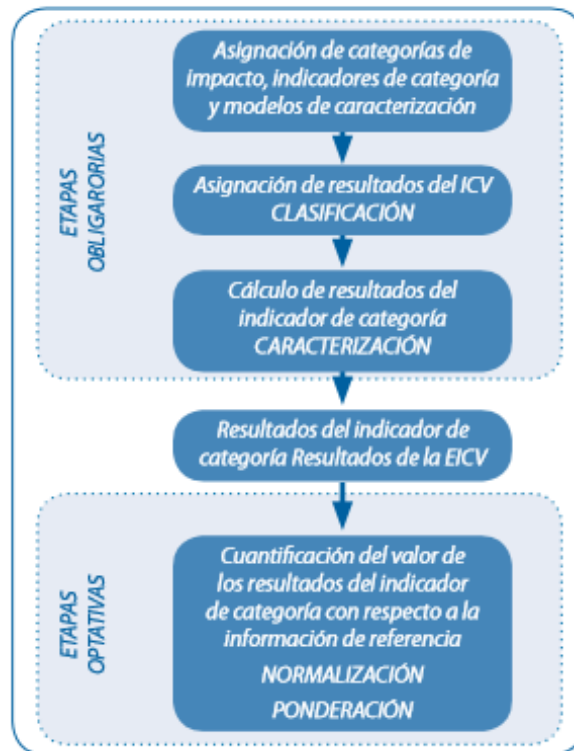 ETAPAS
OBLIGARORIAS
Asignación de categorías de
impacto, indicadores de categoría
y modelos de caracterización
Asignación de resultados del ICV
CLASIFICACIÓN
Cálculo de resultados del
indicador de categoría
CARACTERIZACIÓN
Resultados del indicador de
categoría Resultados de la EICV
ETAPAS
OPTATIVAS
Cuantificación del valor de
los resultados del indicador
de categoría con respecto a la
información de referencia
NORMALIZACIÓN
PONDERACIÓN